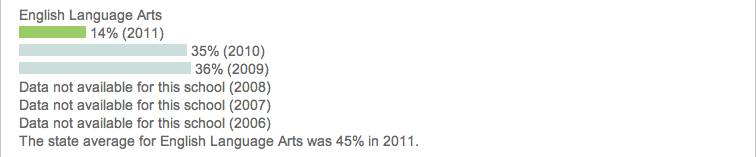 English Language Arts
14% (2011)
35% (2010)
36% (2009)
Data not available for this school (2008)
Data not available for this school (2007)
Data not available for this school (2006)
The state average for English Language Arts was 45% in 2011.